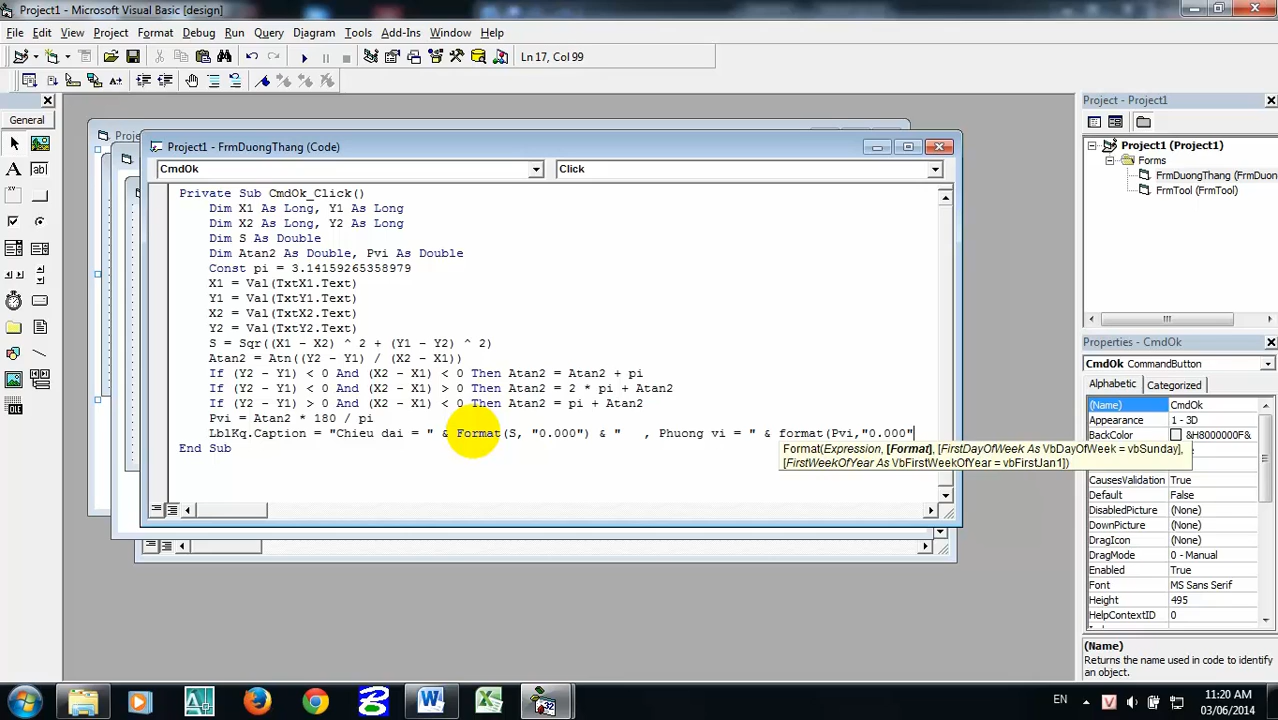 Project1 - Microsoft Visual Basic [design]
File Edit View Project Format Debug Run Query Diagram Tools Add-Ins Window Help
Ln 17, Col 99
General
Project1 - FrmDuongThang (Code)
CmdOk Click
Private Sub CmdOk_Click()
Dim X1 As Long, Y1 As Long
Dim X2 As Long, Y2 As Long
Dim S As Double
Dim Atan2 As Double, Pvi As Double
Const pi = 3.14159265358979
X1 = Val(TxtX1.Text)
Y1 = Val(TxtY1.Text)
X2 = Val(TxtX2.Text)
Y2 = Val(TxtY2.Text)
S = Sqr((X1 - X2) ^ 2 + (Y1 - Y2) ^ 2)
Atan2 = Atn((Y2 - Y1) / (X2 - X1))
If (Y2 - Y1) < 0 And (X2 - X1) < 0 Then Atan2 = Atan2 + pi
If (Y2 - Y1) < 0 And (X2 - X1) > 0 Then Atan2 = 2 * pi + Atan2
If (Y2 - Y1) > 0 And (X2 - X1) < 0 Then Atan2 = pi + Atan2
Pvi = Atan2 * 180 / pi
LblKq.Caption = "Chieu dai = " & Format(S, "0.000") & "   , Phuong vi = " & format(Pvi,"0.000"
End Sub
Format(Expression, [Format], [FirstDayOfWeek As VbDayOfWeek = vbSunday],
[FirstWeekOfYear As VbFirstWeekOfYear = vbFirstJan1])
Project - Project1
Project1 (Project1)
Forms
FrmDuongThang (FrmDuo
FrmTool (FrmTool)
Properties - CmdOk
CmdOk CommandButton
Alphabetic Categorized
(Name) CmdOk
Appearance 1 - 3D
BackColor &H8000000F&
CausesValidation True
Default False
DisabledPicture (None)
DownPicture (None)
DragIcon (None)
DragMode 0 - Manual
Enabled True
Font MS Sans Serif
Height 495
HelpContextID 0
(Name)
Returns the name used in code to identify an object.
EN
11:20 AM
03/06/2014